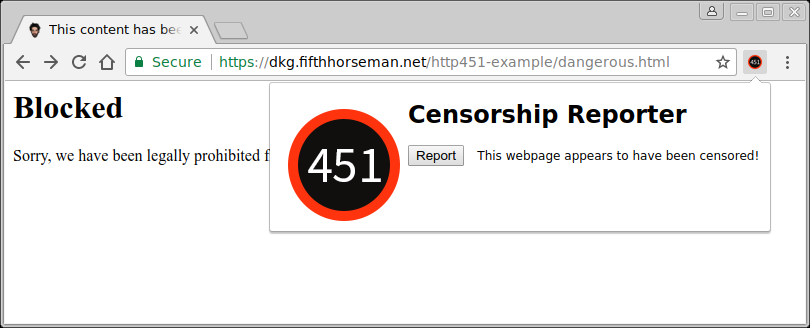 This content has bee
Secure
https://dkg.fifthhorseman.net/http451-example/dangerous.html
451
Blocked
Sorry, we have been legally prohibited f
451
Censorship Reporter
Report
This webpage appears to have been censored!